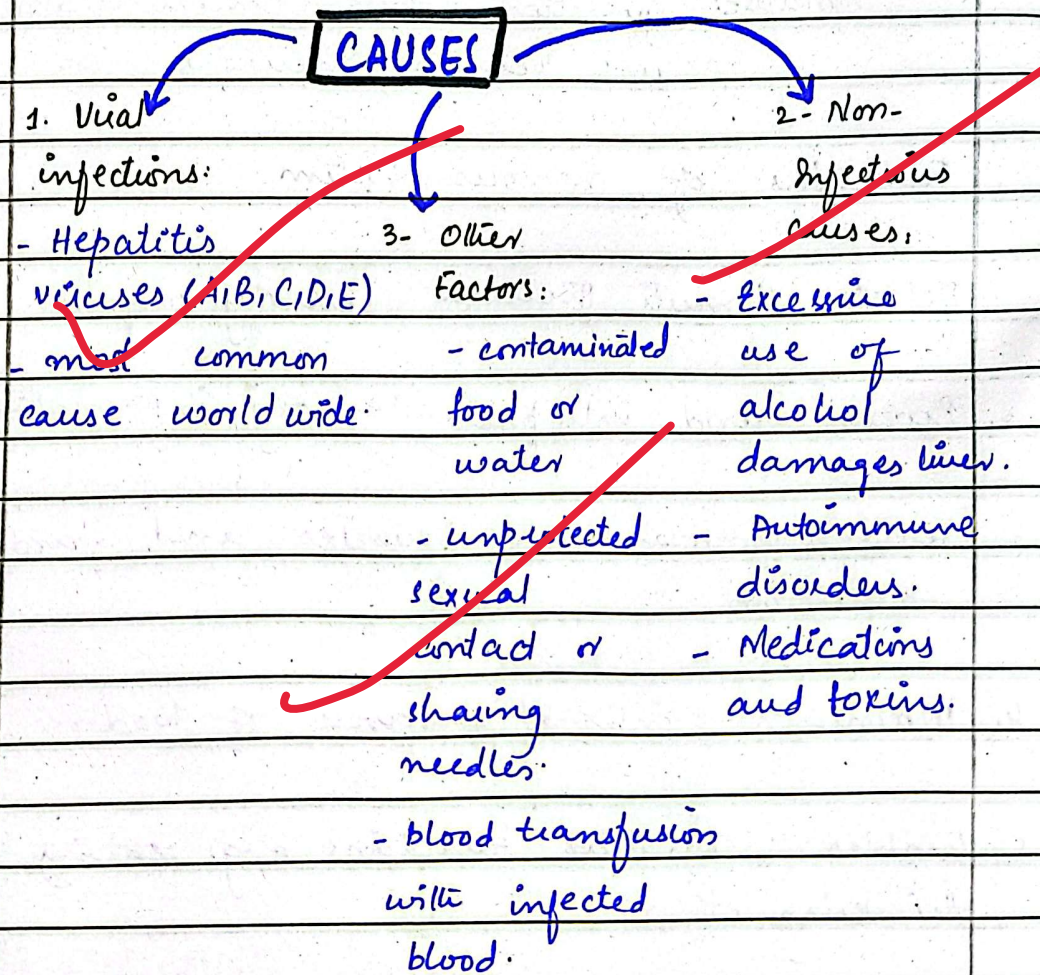 CAUSES
1. Viral
infections:
- Hepatitis
viruses (A,B,C,D,E)
- most common
cause world wide.
3- Other
Factors:
- contaminated
food or
water
- unprotected
sexual
contact or
sharing
needles.
- blood transfusion
with infected
blood.
2- Non-
Infectious
causes.
- Excessive
use of
alcohol
damages liver.
- Autoimmune
disorders.
- Medications
and toxins.